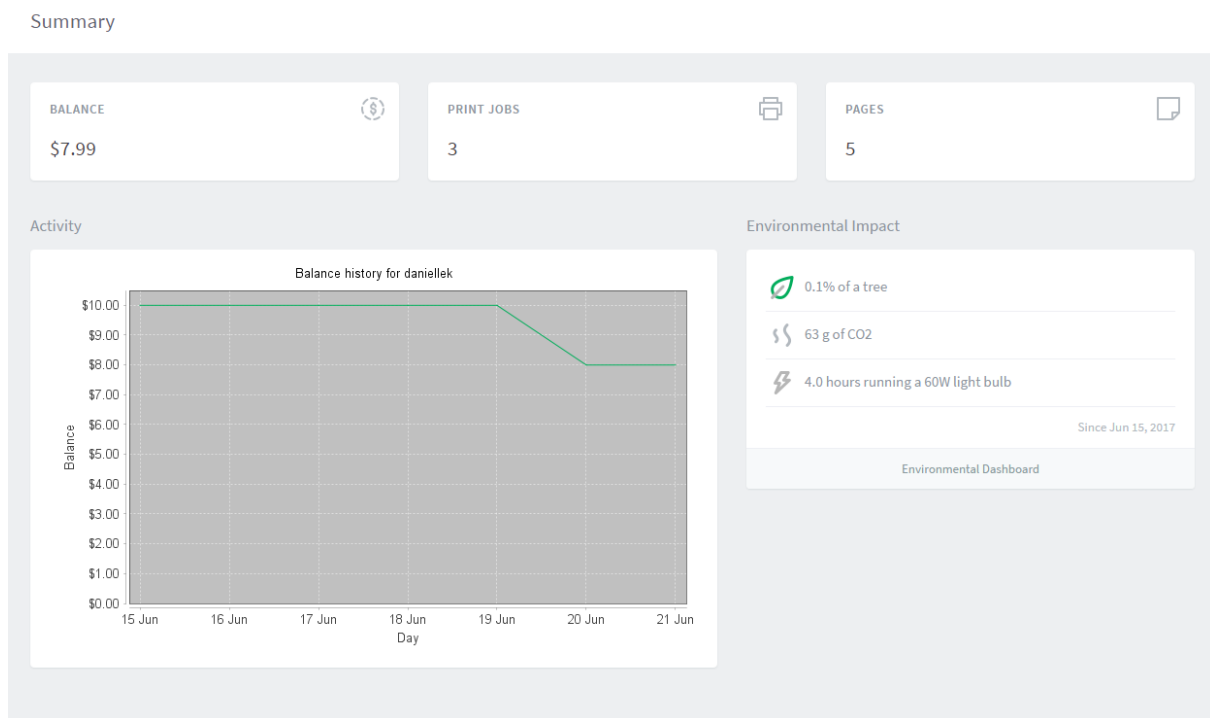 Summary
BALANCE
$7.99
PRINT JOBS
3
PAGES
5
Activity
Balance history for daniellek
$10.00
$9.00
$8.00
$7.00
$6.00
$5.00
$4.00
$3.00
$2.00
$1.00
$0.00
Balance
15 Jun 16 Jun 17 Jun 18 Jun 19 Jun 20 Jun 21 Jun
Day
Environmental Impact
0.1% of a tree
63 g of CO2
4.0 hours running a 60W light bulb
Since Jun 15, 2017
Environmental Dashboard